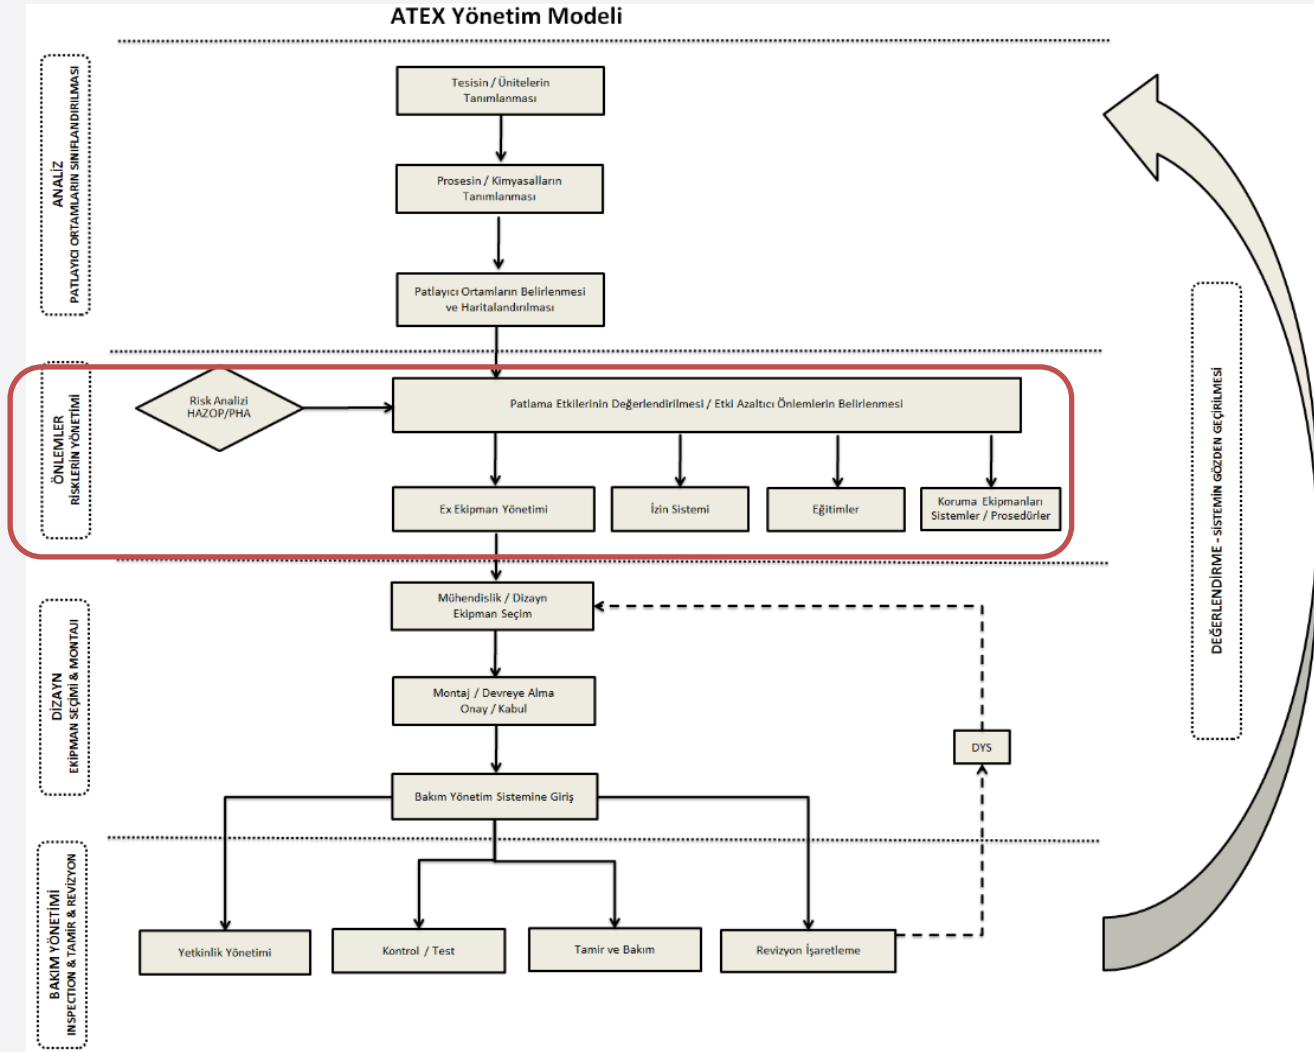 ATEX Yönetim Modeli
ANALİZ
PATLAYICI ORTAMLARIN SINIFLANDIRILMASI
Tesisin / Ünitelerin
Tanımlanması
Prosesin / Kimyasalların
Tanımlanması
Patlayıcı Ortamların Belirlenmesi
ve Haritalandırılması
ÖNLEMLER
RİSKLERİN YÖNETİMİ
Risk Analizi
HAZOP/PHA
Patlama Etkilerinin Değerlendirilmesi / Etki Azaltıcı Önlemlerin Belirlenmesi
Ex Ekipman Yönetimi
İzin Sistemi
Eğitimler
Koruma Ekipmanları
Sistemler / Prosedürler
DİZAYN
EKİPMAN SEÇİMİ & MONTAJI
Mühendislik / Dizayn
Ekipman Seçim
Montaj / Devreye Alma
Onay / Kabul
DYS
Bakım Yönetim Sistemine Giriş
BAKIM YÖNETİMİ
INSPECTION & TAMİR & REVİZYON
Yetkinlik Yönetimi
Kontrol / Test
Tamir ve Bakım
Revizyon İşaretleme
DEĞERLENDİRME - SİSTEMİN GÖZDEN GEÇİRİLMESİ